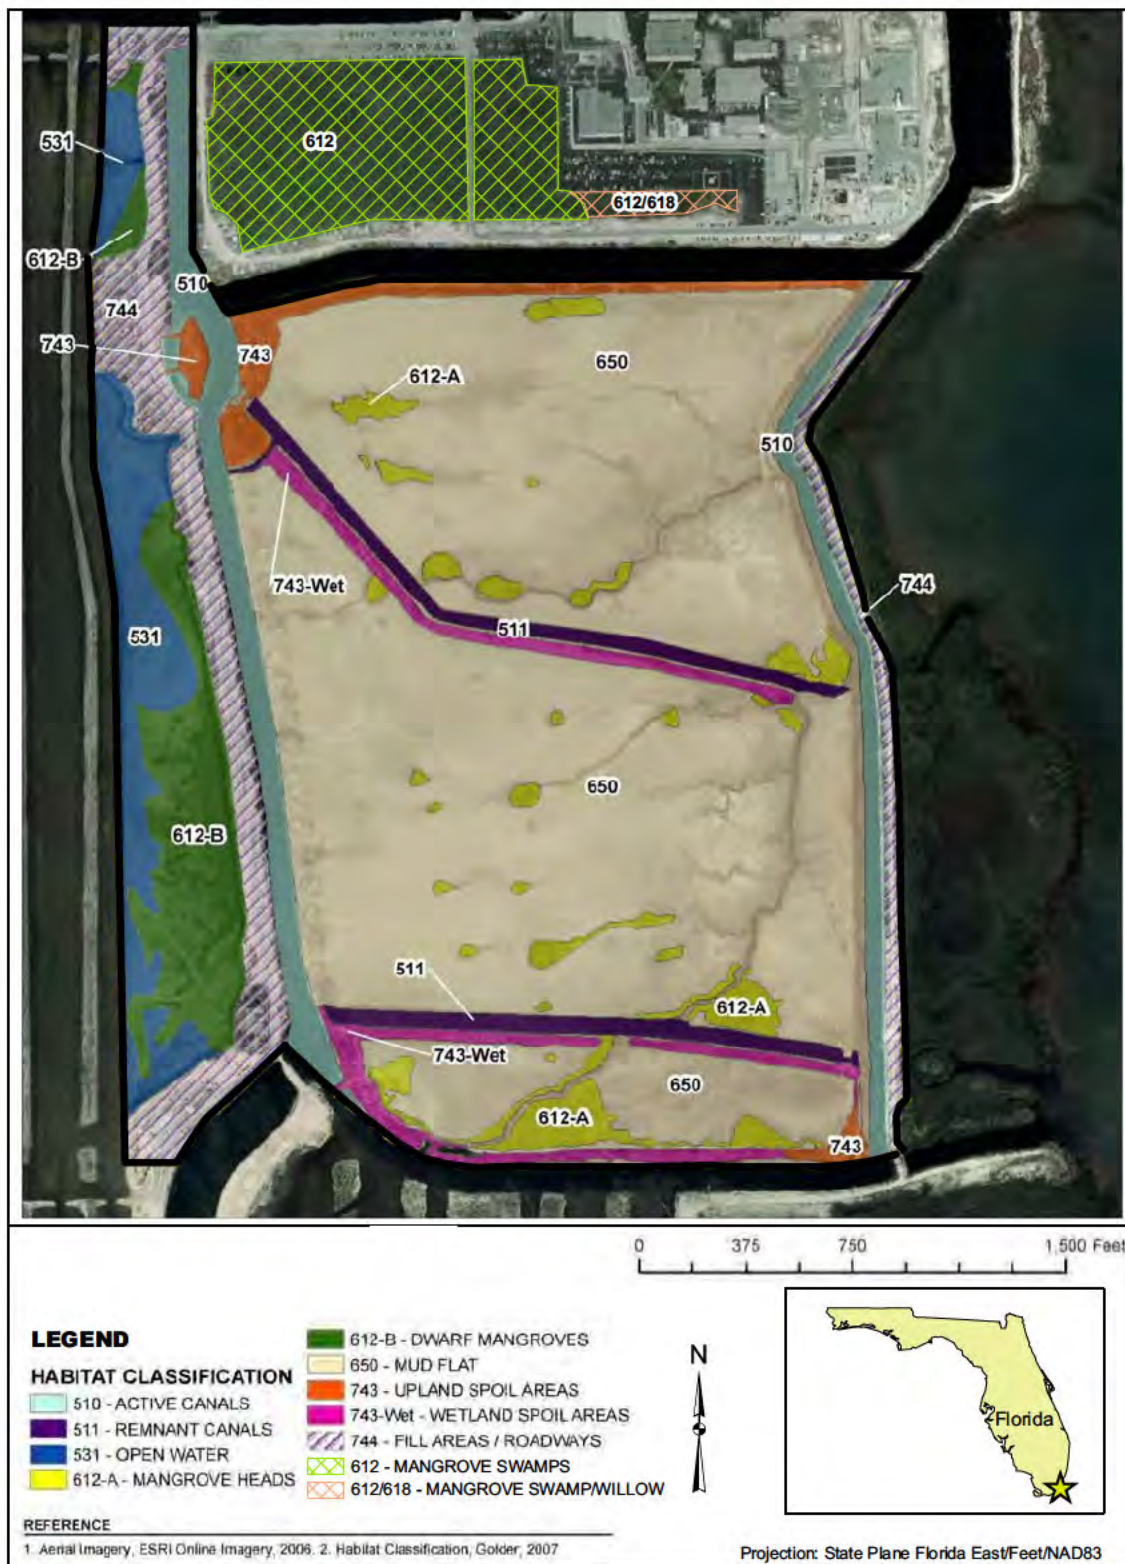 612
531
612/618
612-B
510
744
743
743
650
612-A
510
743-Wet
744
511
531
650
612-B
511
612-A
743-Wet
650
612-A
743
0 375 750 1,500 Feet
LEGEND
HABITAT CLASSIFICATION
510 - ACTIVE CANALS
511 - REMNANT CANALS
531 - OPEN WATER
612-A - MANGROVE HEADS
612-B - DWARF MANGROVES
650 - MUD FLAT
743 - UPLAND SPOIL AREAS
743-Wet - WETLAND SPOIL AREAS
744 - FILL AREAS / ROADWAYS
612 - MANGROVE SWAMPS
612/618 - MANGROVE SWAMP/WILLOW
N
Florida
REFERENCE
1. Aerial Imagery, ESRI Online Imagery, 2006. 2. Habitat Classification, Golder, 2007
Projection: State Plane Florida East/Feet/NAD83